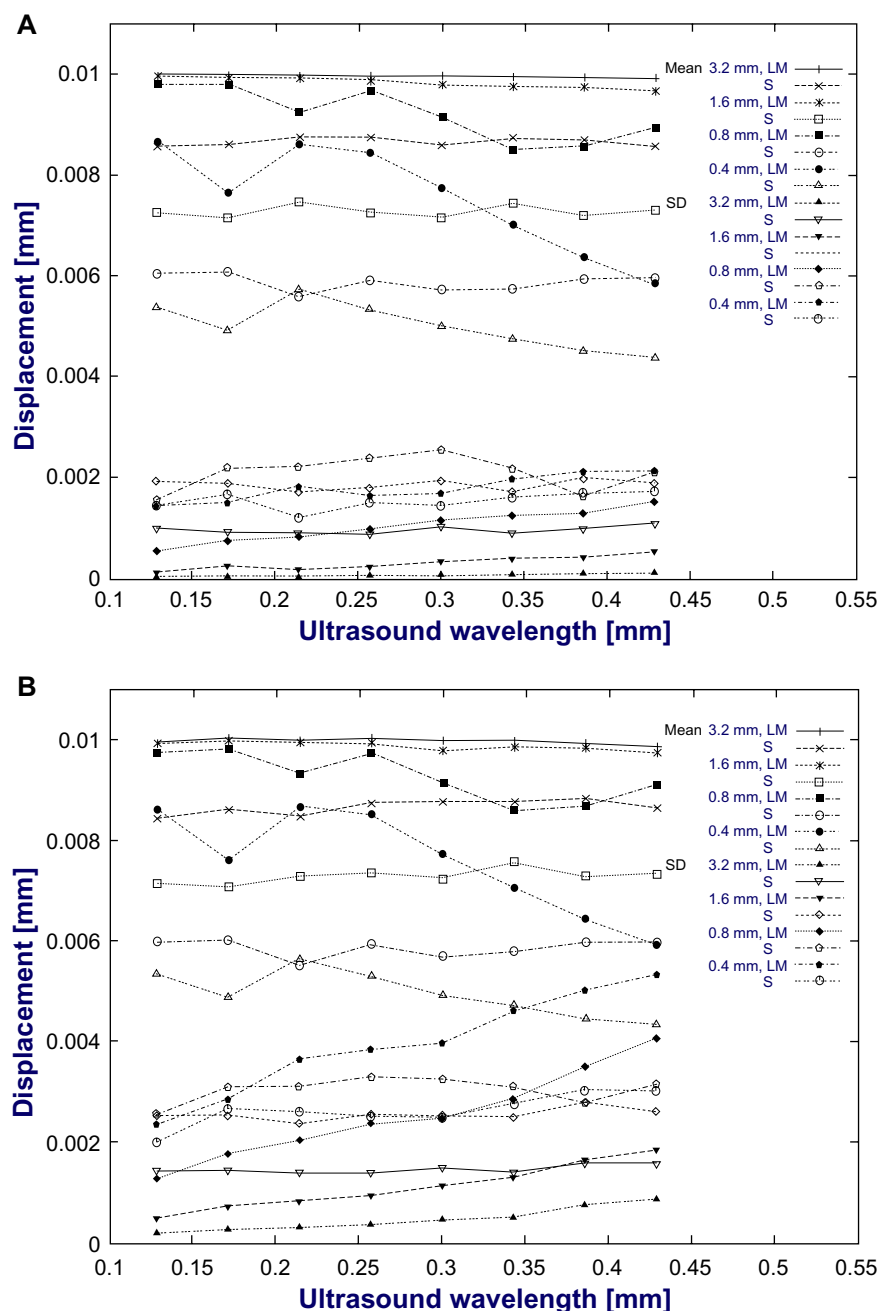 A
Displacement [mm]
0.01
0.008
0.006
0.004
0.002
0
0.1 0.15 0.2 0.25 0.3 0.35 0.4 0.45 0.5 0.55
Ultrasound wavelength [mm]
Mean 3.2 mm, LM
S
1.6 mm, LM
S
0.8 mm, LM
S
0.4 mm, LM
S
SD 3.2 mm, LM
S
1.6 mm, LM
S
0.8 mm, LM
S
0.4 mm, LM
S
B
Displacement [mm]
0.01
0.008
0.006
0.004
0.002
0
0.1 0.15 0.2 0.25 0.3 0.35 0.4 0.45 0.5 0.55
Ultrasound wavelength [mm]
Mean 3.2 mm, LM
S
1.6 mm, LM
S
0.8 mm, LM
S
0.4 mm, LM
S
SD 3.2 mm, LM
S
1.6 mm, LM
S
0.8 mm, LM
S
0.4 mm, LM
S